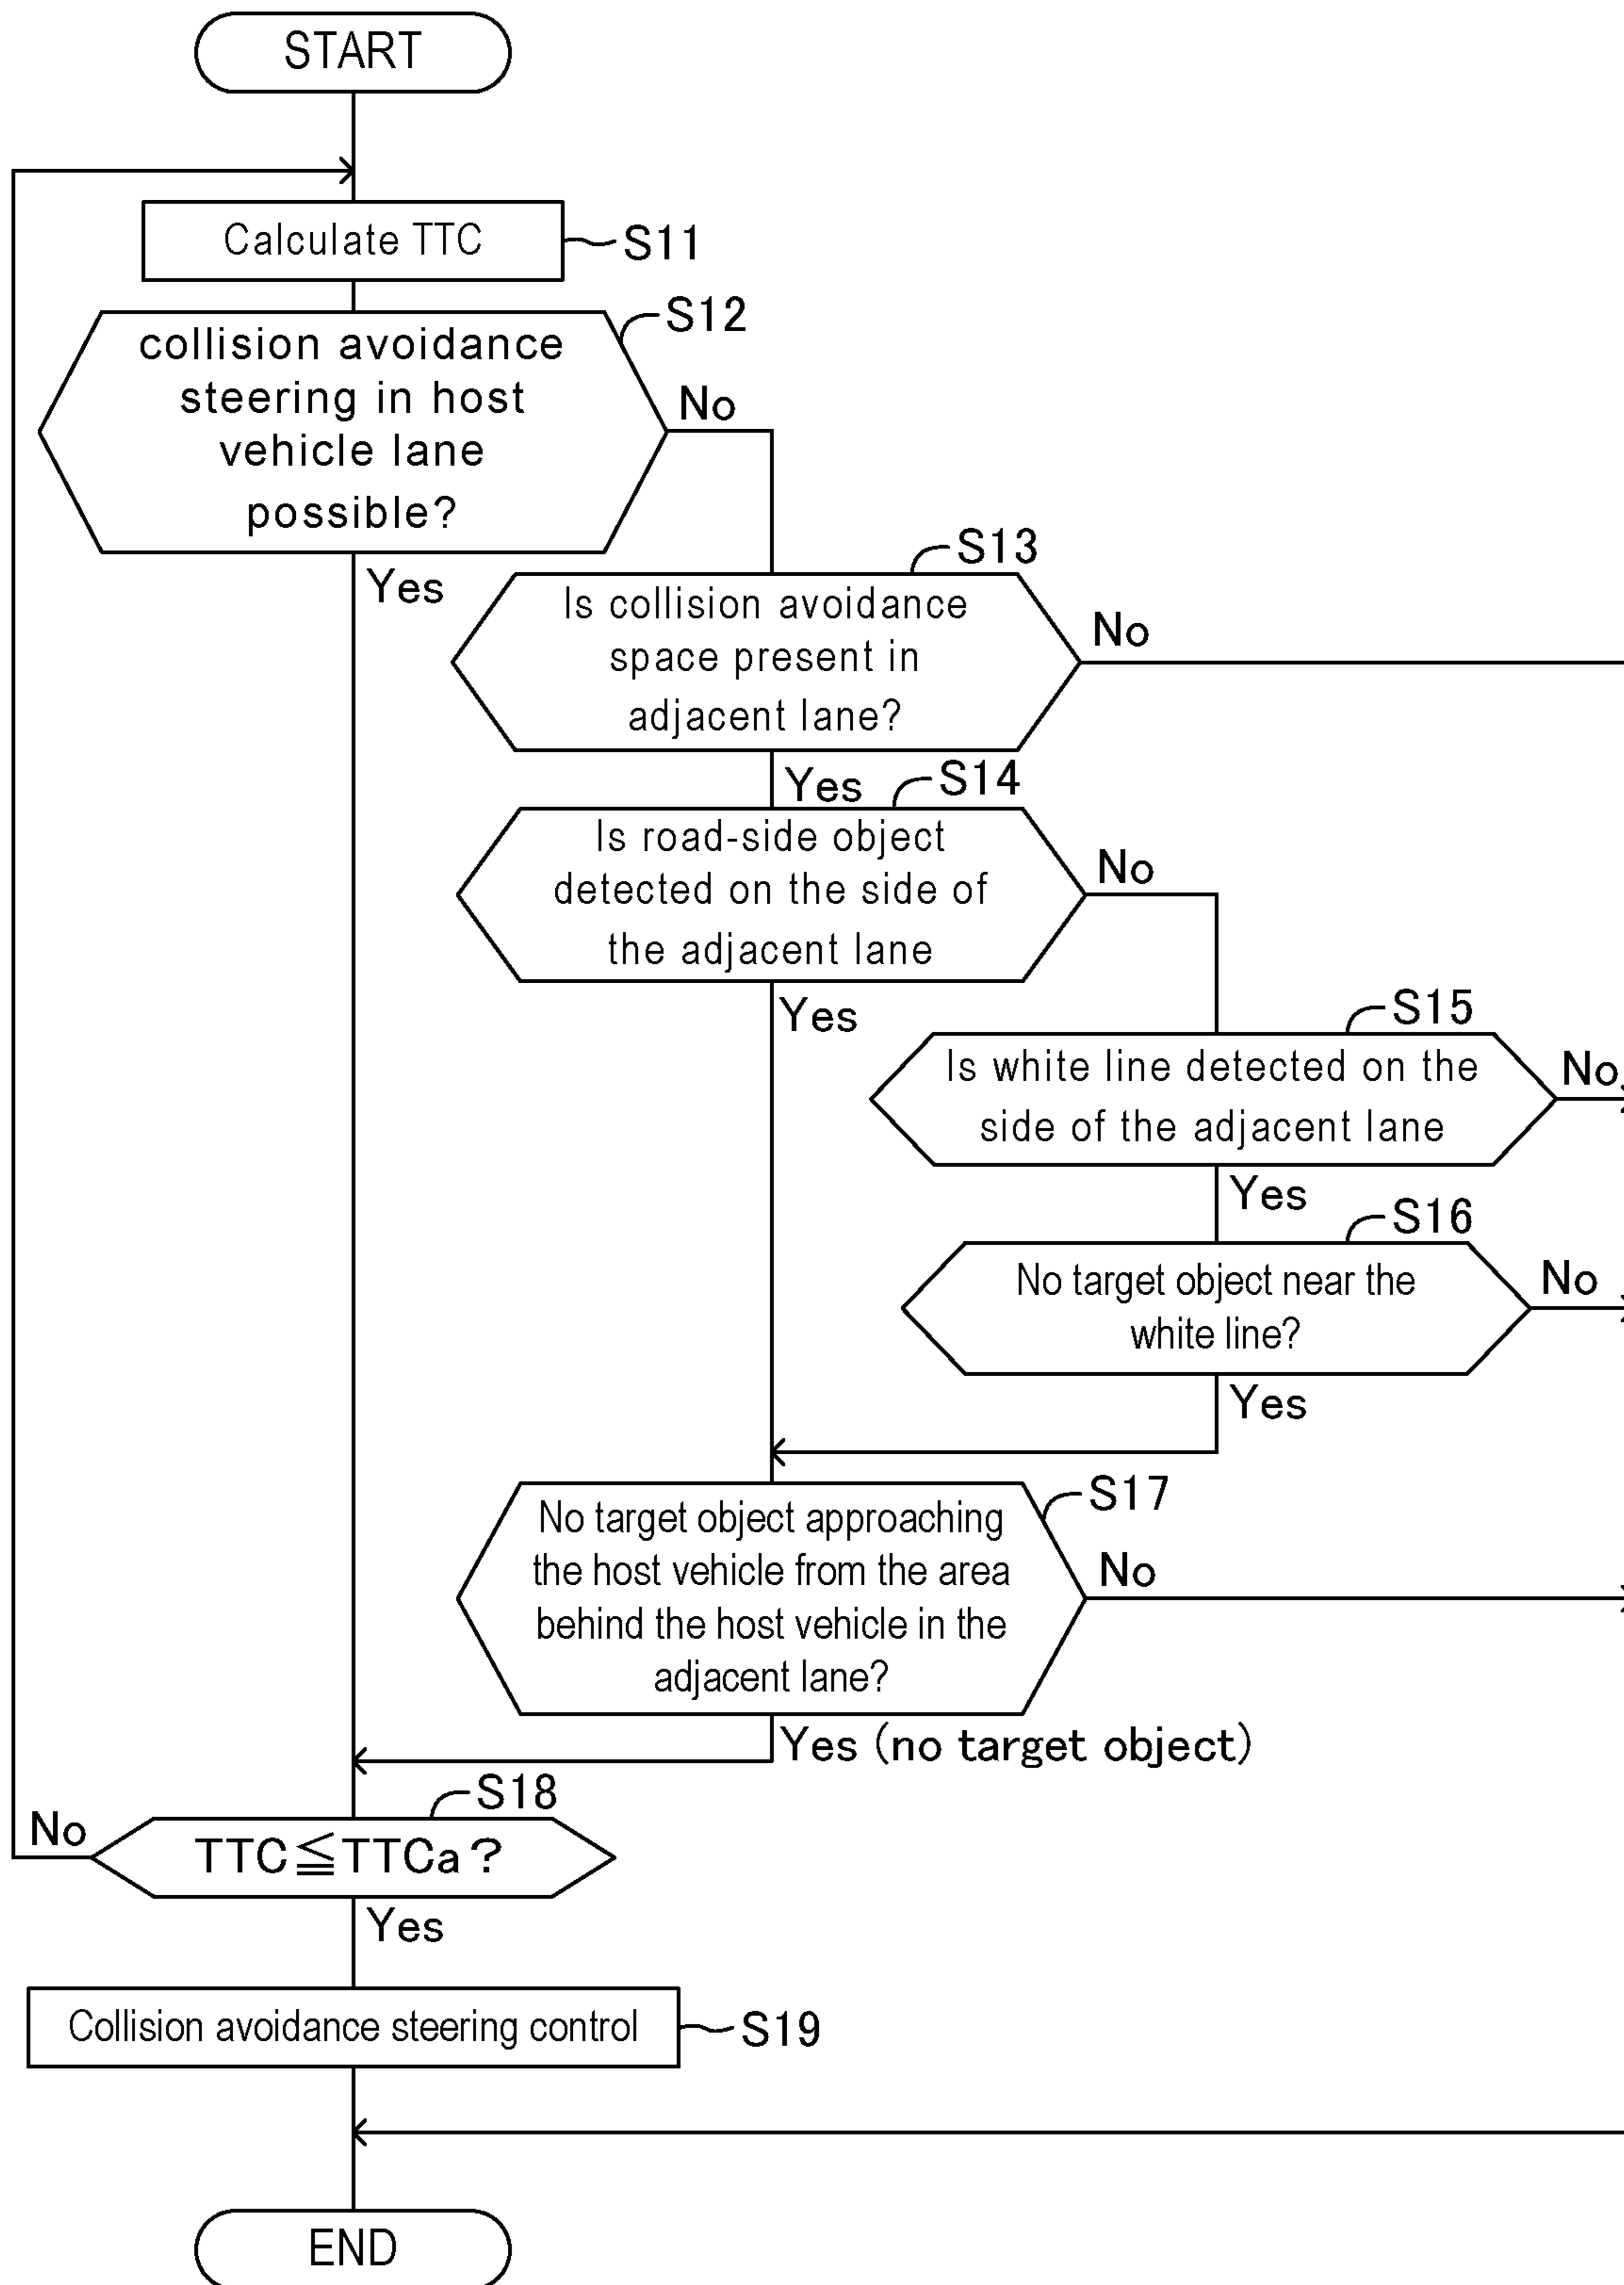 START
Calculate TTC
S11
S12
collision avoidance
steering in host
vehicle lane
possible?
No
Yes
S13
Is collision avoidance
space present in
adjacent lane?
No
Yes
S14
Is road-side object
detected on the side of
the adjacent lane
No
Yes
S15
Is white line detected on the
side of the adjacent lane
No
Yes
S16
No target object near the
white line?
No
Yes
S17
No target object approaching
the host vehicle from the area
behind the host vehicle in the
adjacent lane?
No
Yes (no target object)
S18
No
TTC≦TTCa?
Yes
Collision avoidance steering control
S19
END